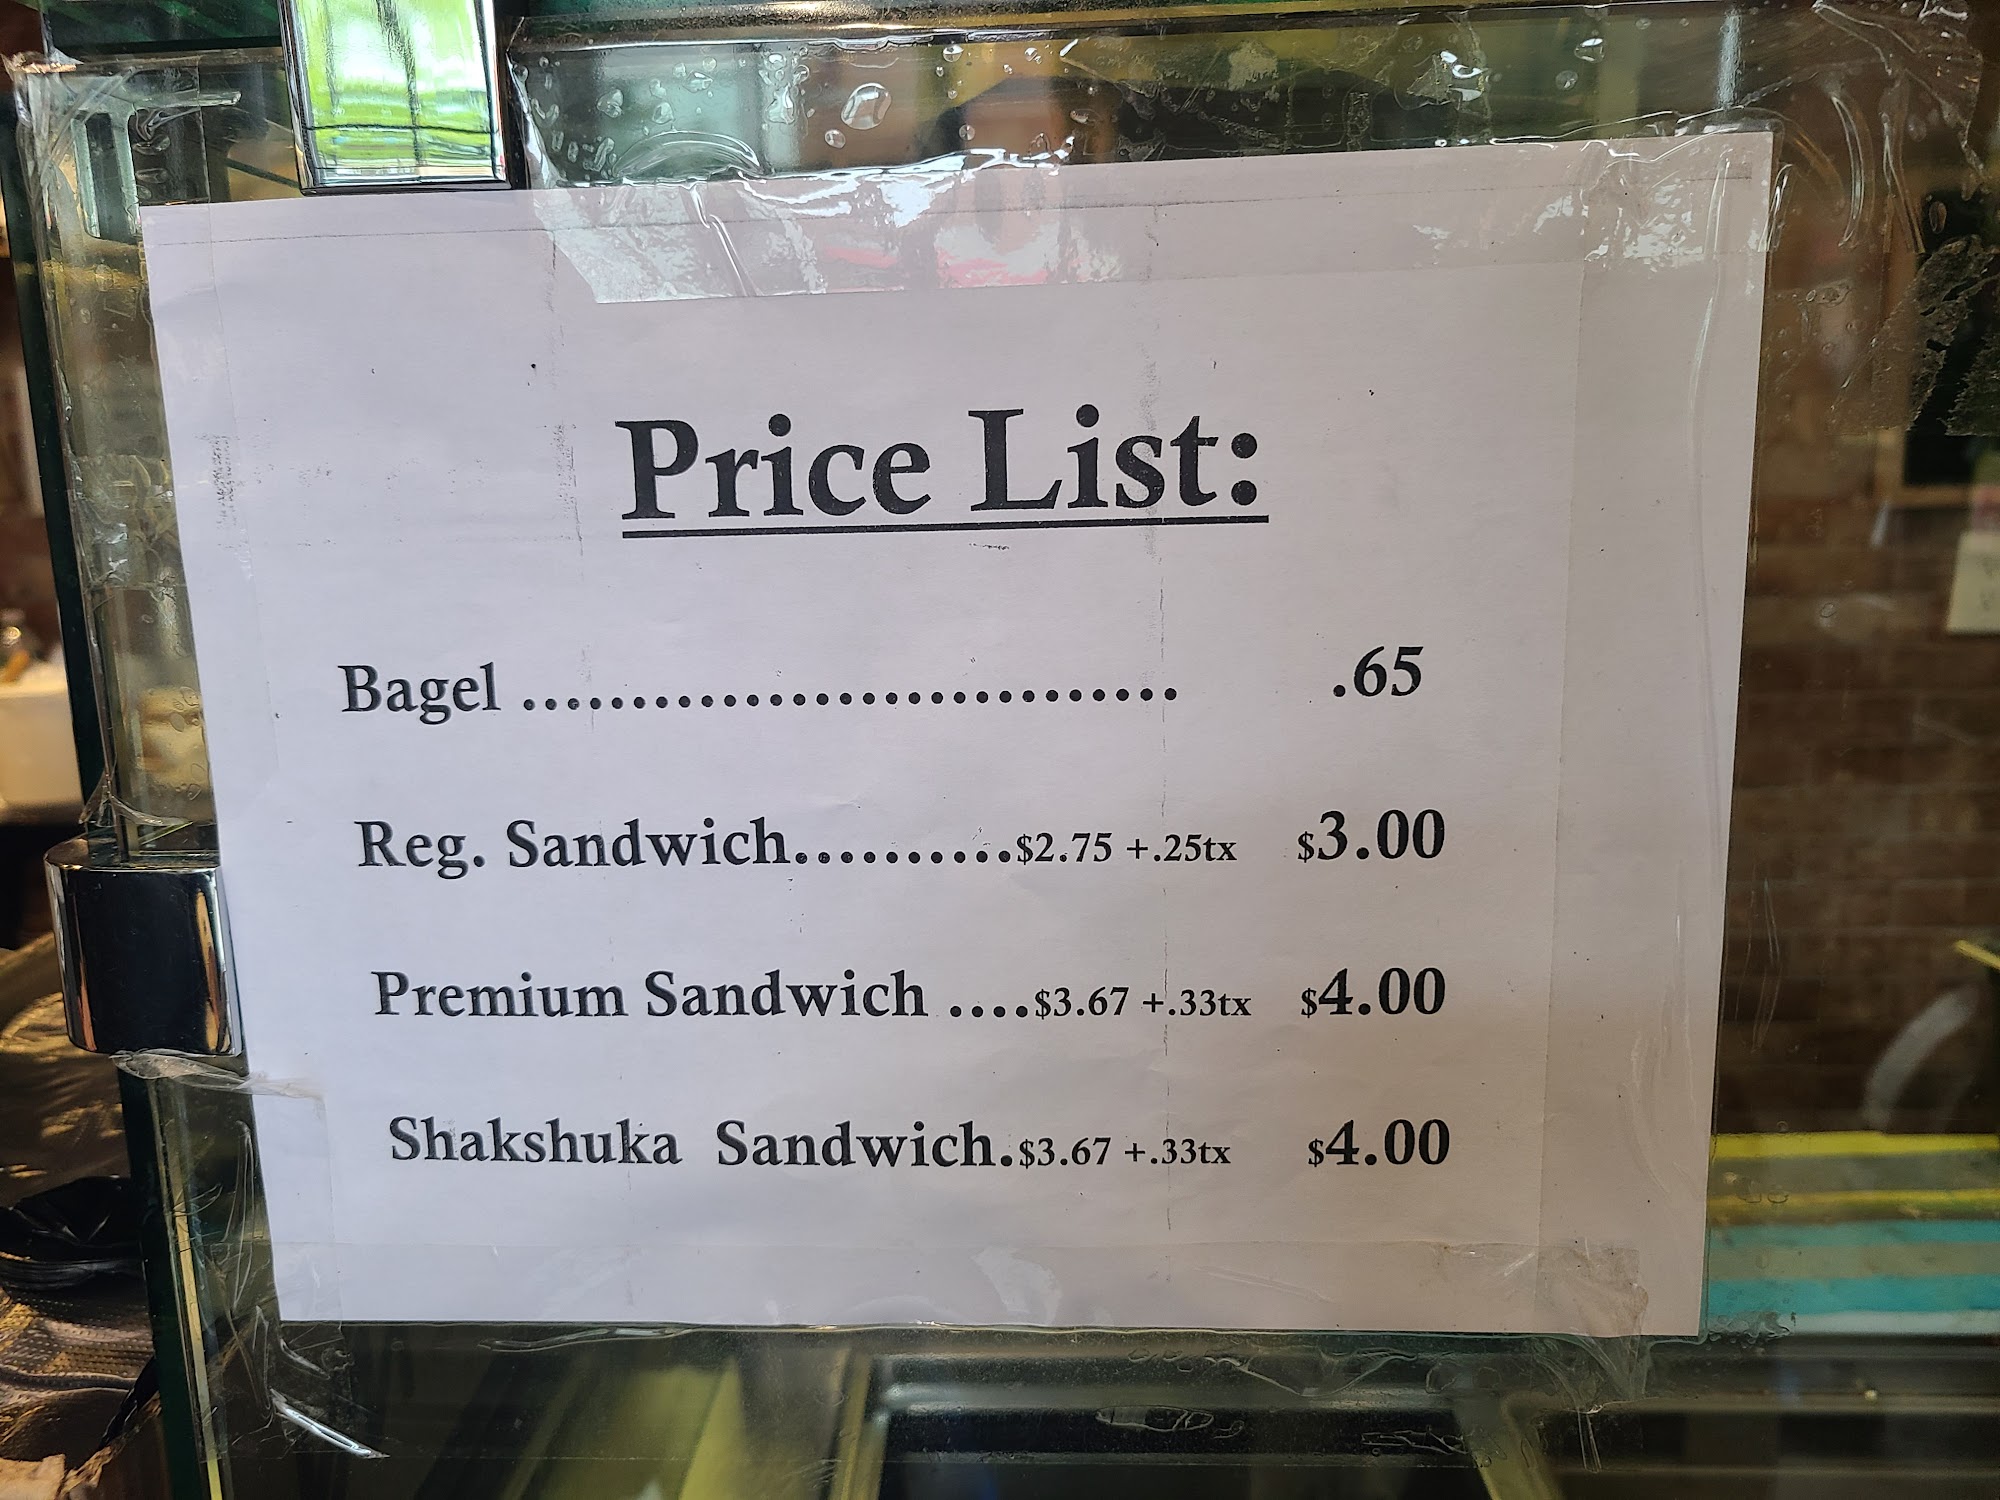 Price List:
Bagel ............................. .65
Reg. Sandwich..........$2.75 +.25tx $3.00
Premium Sandwich ....$3.67 +.33tx $4.00
Shakshuka Sandwich.$3.67 +.33tx $4.00